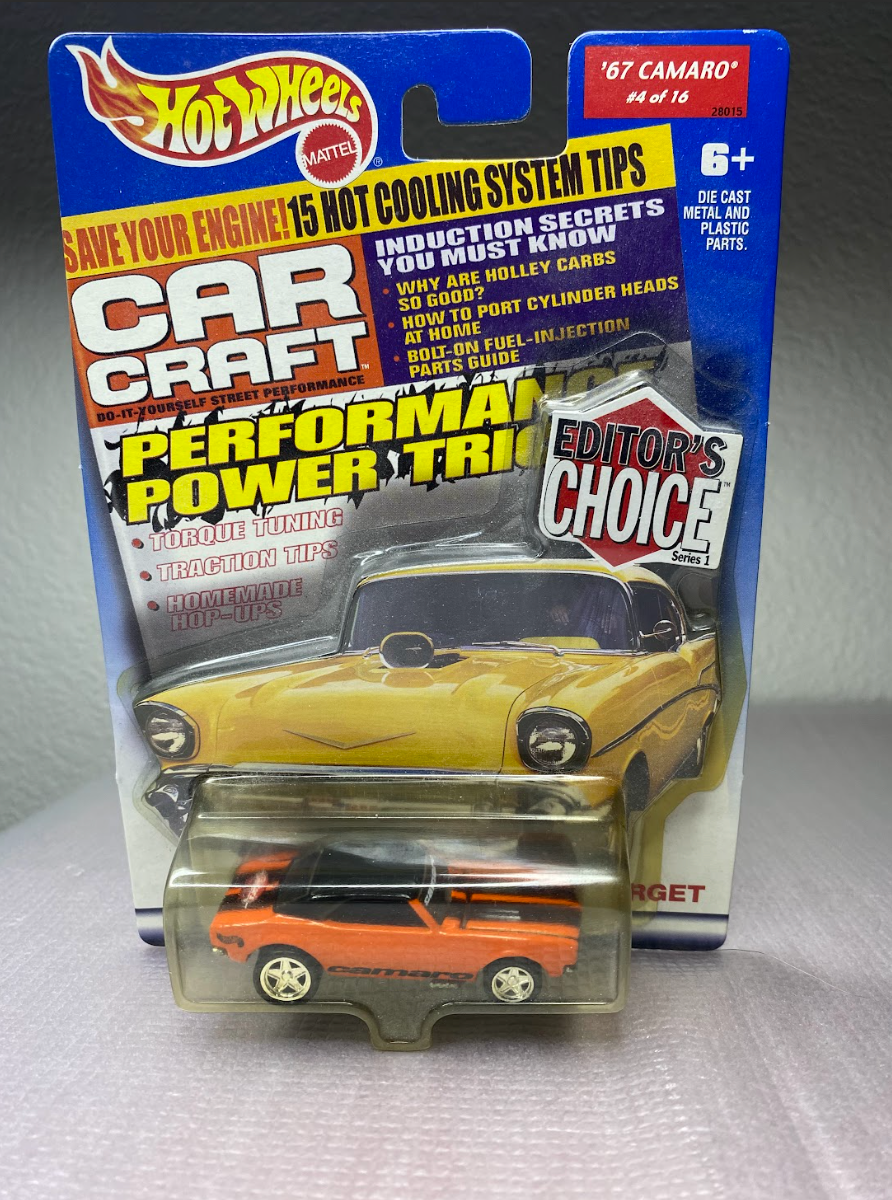 HOT WHEELS
MATTEL
®
'67 CAMARO®
#4 of 16
28015
6+
DIE CAST
METAL AND
PLASTIC
PARTS.
SAVE YOUR ENGINE! 15 HOT COOLING SYSTEM TIPS
CAR
CRAFT™
DO-IT-YOURSELF STREET PERFORMANCE
INDUCTION SECRETS
YOU MUST KNOW
• WHY ARE HOLLEY CARBS
SO GOOD?
• HOW TO PORT CYLINDER HEADS
AT HOME
• BOLT-ON FUEL-INJECTION
PARTS GUIDE
PERFORMANCE
POWER TRI
• TORQUE TUNING
• TRACTION TIPS
• HOMEMADE
HOP-UPS
EDITOR'S
CHOICE™
Series 1
RGET
camaro